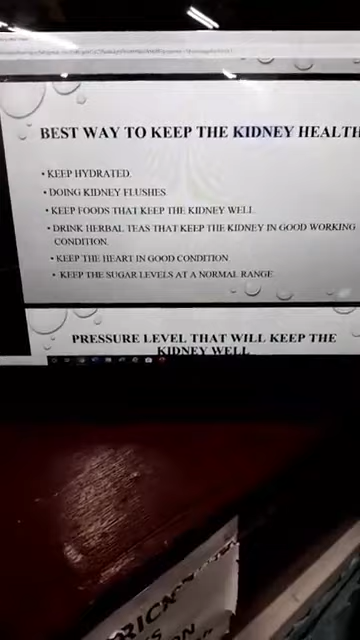 BEST WAY TO KEEP THE KIDNEY HEALTH
• KEEP HYDRATED.
• DOING KIDNEY FLUSHES
• KEEP FOODS THAT KEEP THE KIDNEY WELL
• DRINK HERBAL TEAS THAT KEEP THE KIDNEY IN GOOD WORKING
CONDITION.
• KEEP THE HEART IN GOOD CONDITION
• KEEP THE SUGAR LEVELS AT A NORMAL RANGE
PRESSURE LEVEL THAT WILL KEEP THE
KIDNEY WELL